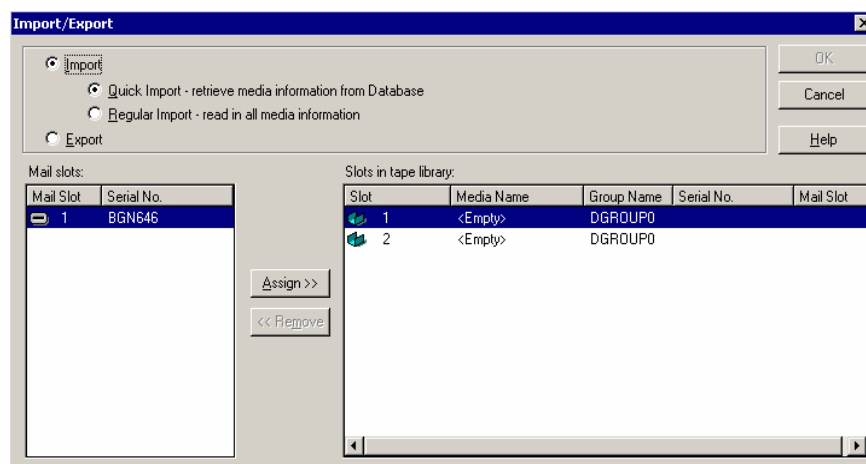 Import/Export
Import
OK
Quick Import - retrieve media information from Database
Cancel
Regular Import - read in all media information
Export
Help
Mail slots:
Slots in tape library:
Mail Slot Serial No.
Slot Media Name Group Name Serial No. Mail Slot
1 BGN646
1 <Empty> DGROUP0
2 <Empty> DGROUP0
Assign >>
<< Remove